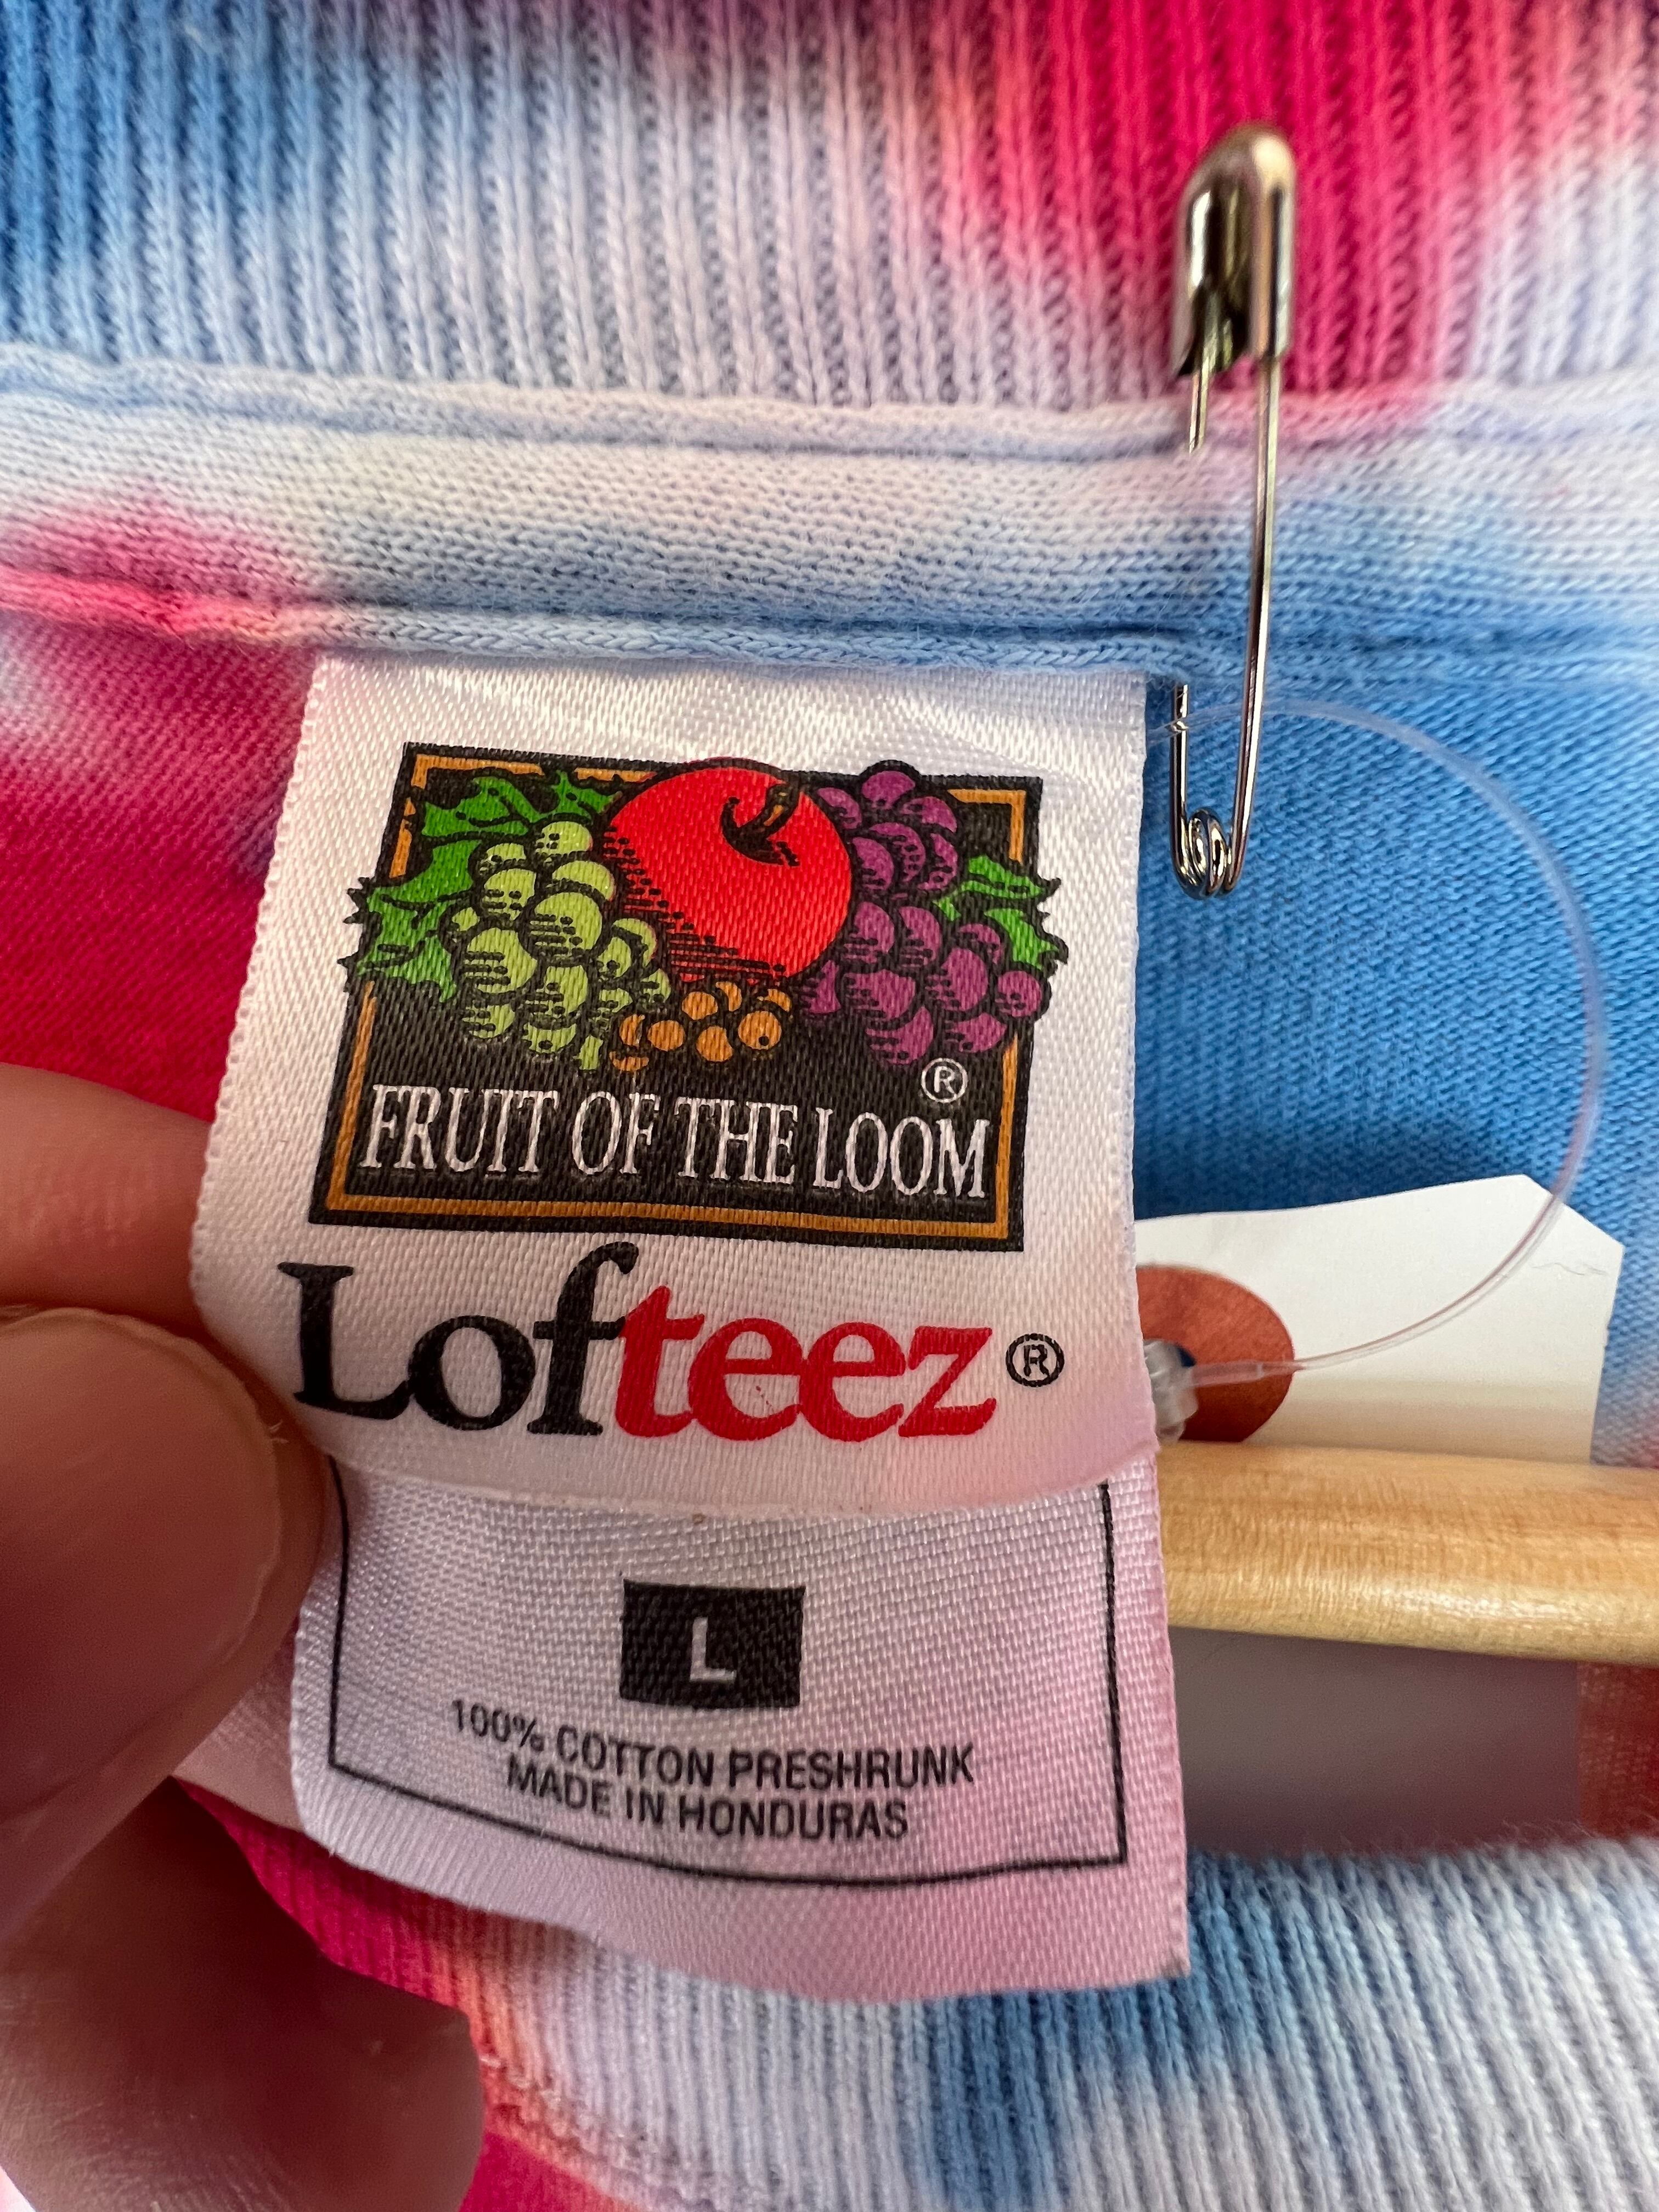 FRUIT OF THE LOOM®
Lofteez®
L
100% COTTON PRESHRUNK
MADE IN HONDURAS